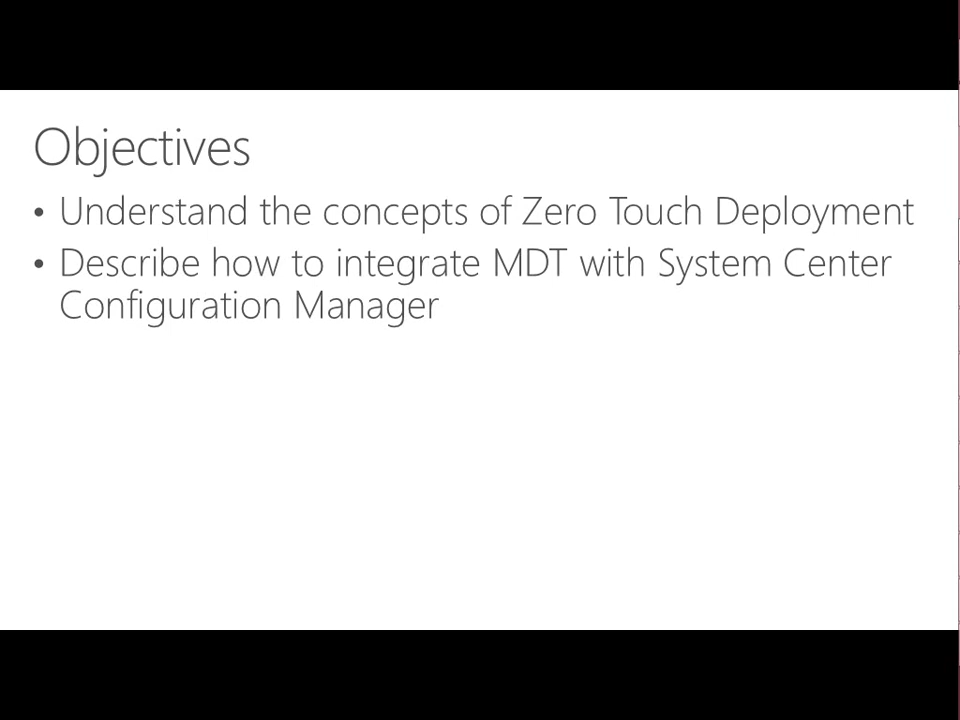 Objectives
• Understand the concepts of Zero Touch Deployment
• Describe how to integrate MDT with System Center
Configuration Manager